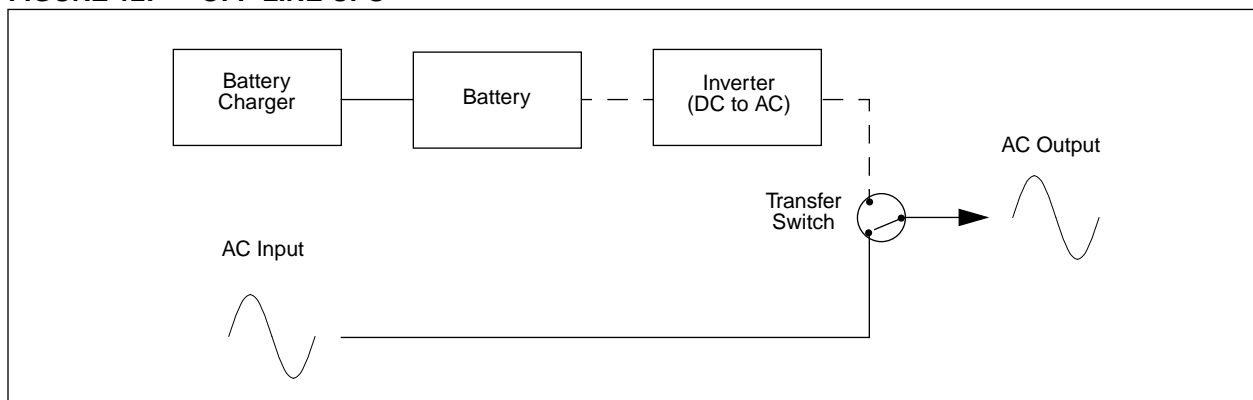 Battery
Charger
Battery
Inverter
(DC to AC)
AC Output
Transfer
Switch
AC Input